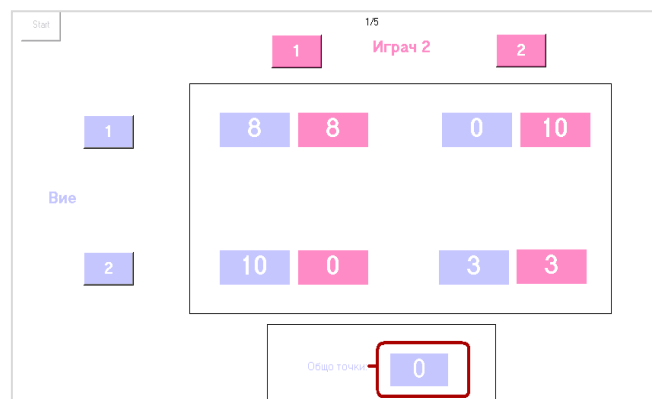 Start
1/5
1 Играч 2 2
1 8 8 0 10
Вие
2 10 0 3 3
Общо точки 0